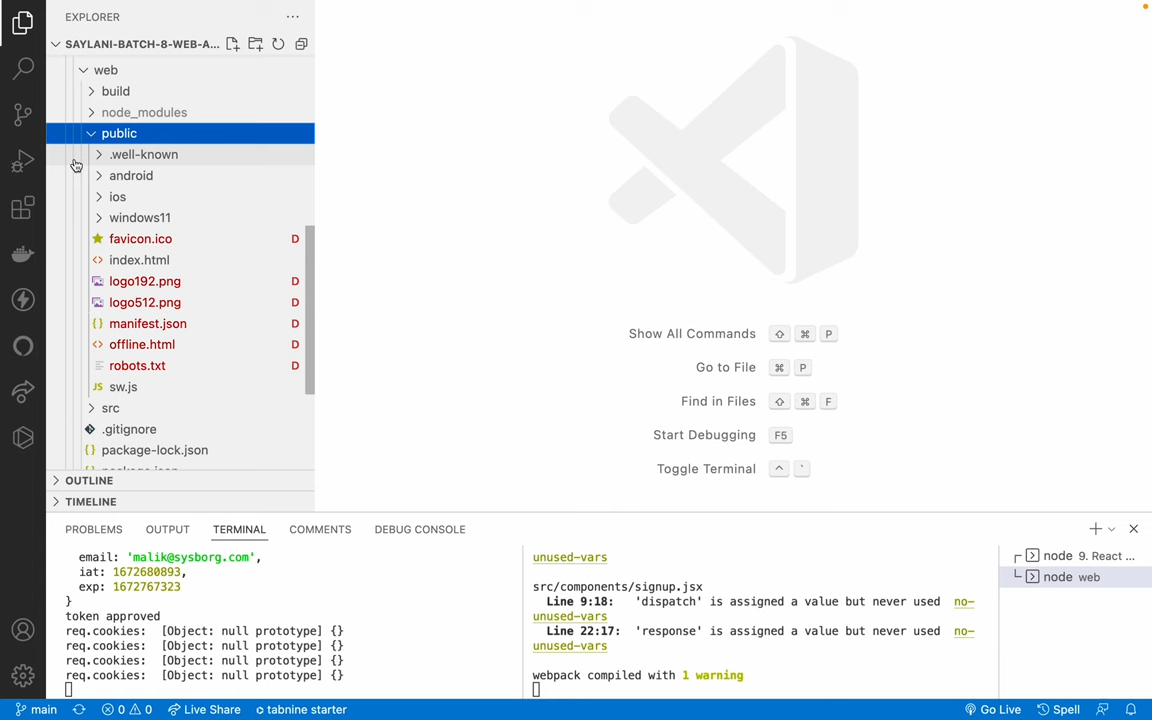 EXPLORER
SAYLANI-BATCH-8-WEB-A...
web
build
node_modules
public
.well-known
android
ios
windows11
favicon.ico D
index.html
logo192.png D
logo512.png D
manifest.json D
offline.html D
robots.txt D
JS sw.js
src
.gitignore
package-lock.json
package.json
OUTLINE
TIMELINE
Show All Commands ⇧ ⌘ P
Go to File ⌘ P
Find in Files ⇧ ⌘ F
Start Debugging F5
Toggle Terminal ^ `
PROBLEMS OUTPUT TERMINAL COMMENTS DEBUG CONSOLE
email: 'malik@sysborg.com',
iat: 1672680893,
exp: 1672767323
}
token approved
req.cookies: [Object: null prototype] {}
req.cookies: [Object: null prototype] {}
req.cookies: [Object: null prototype] {}
req.cookies: [Object: null prototype] {}
unused-vars
src/components/signup.jsx
Line 9:18: 'dispatch' is assigned a value but never used no-
unused-vars
Line 22:17: 'response' is assigned a value but never used no-
unused-vars
webpack compiled with 1 warning
node 9. React ...
node web
main 0 0 Live Share tabnine starter Go Live Spell